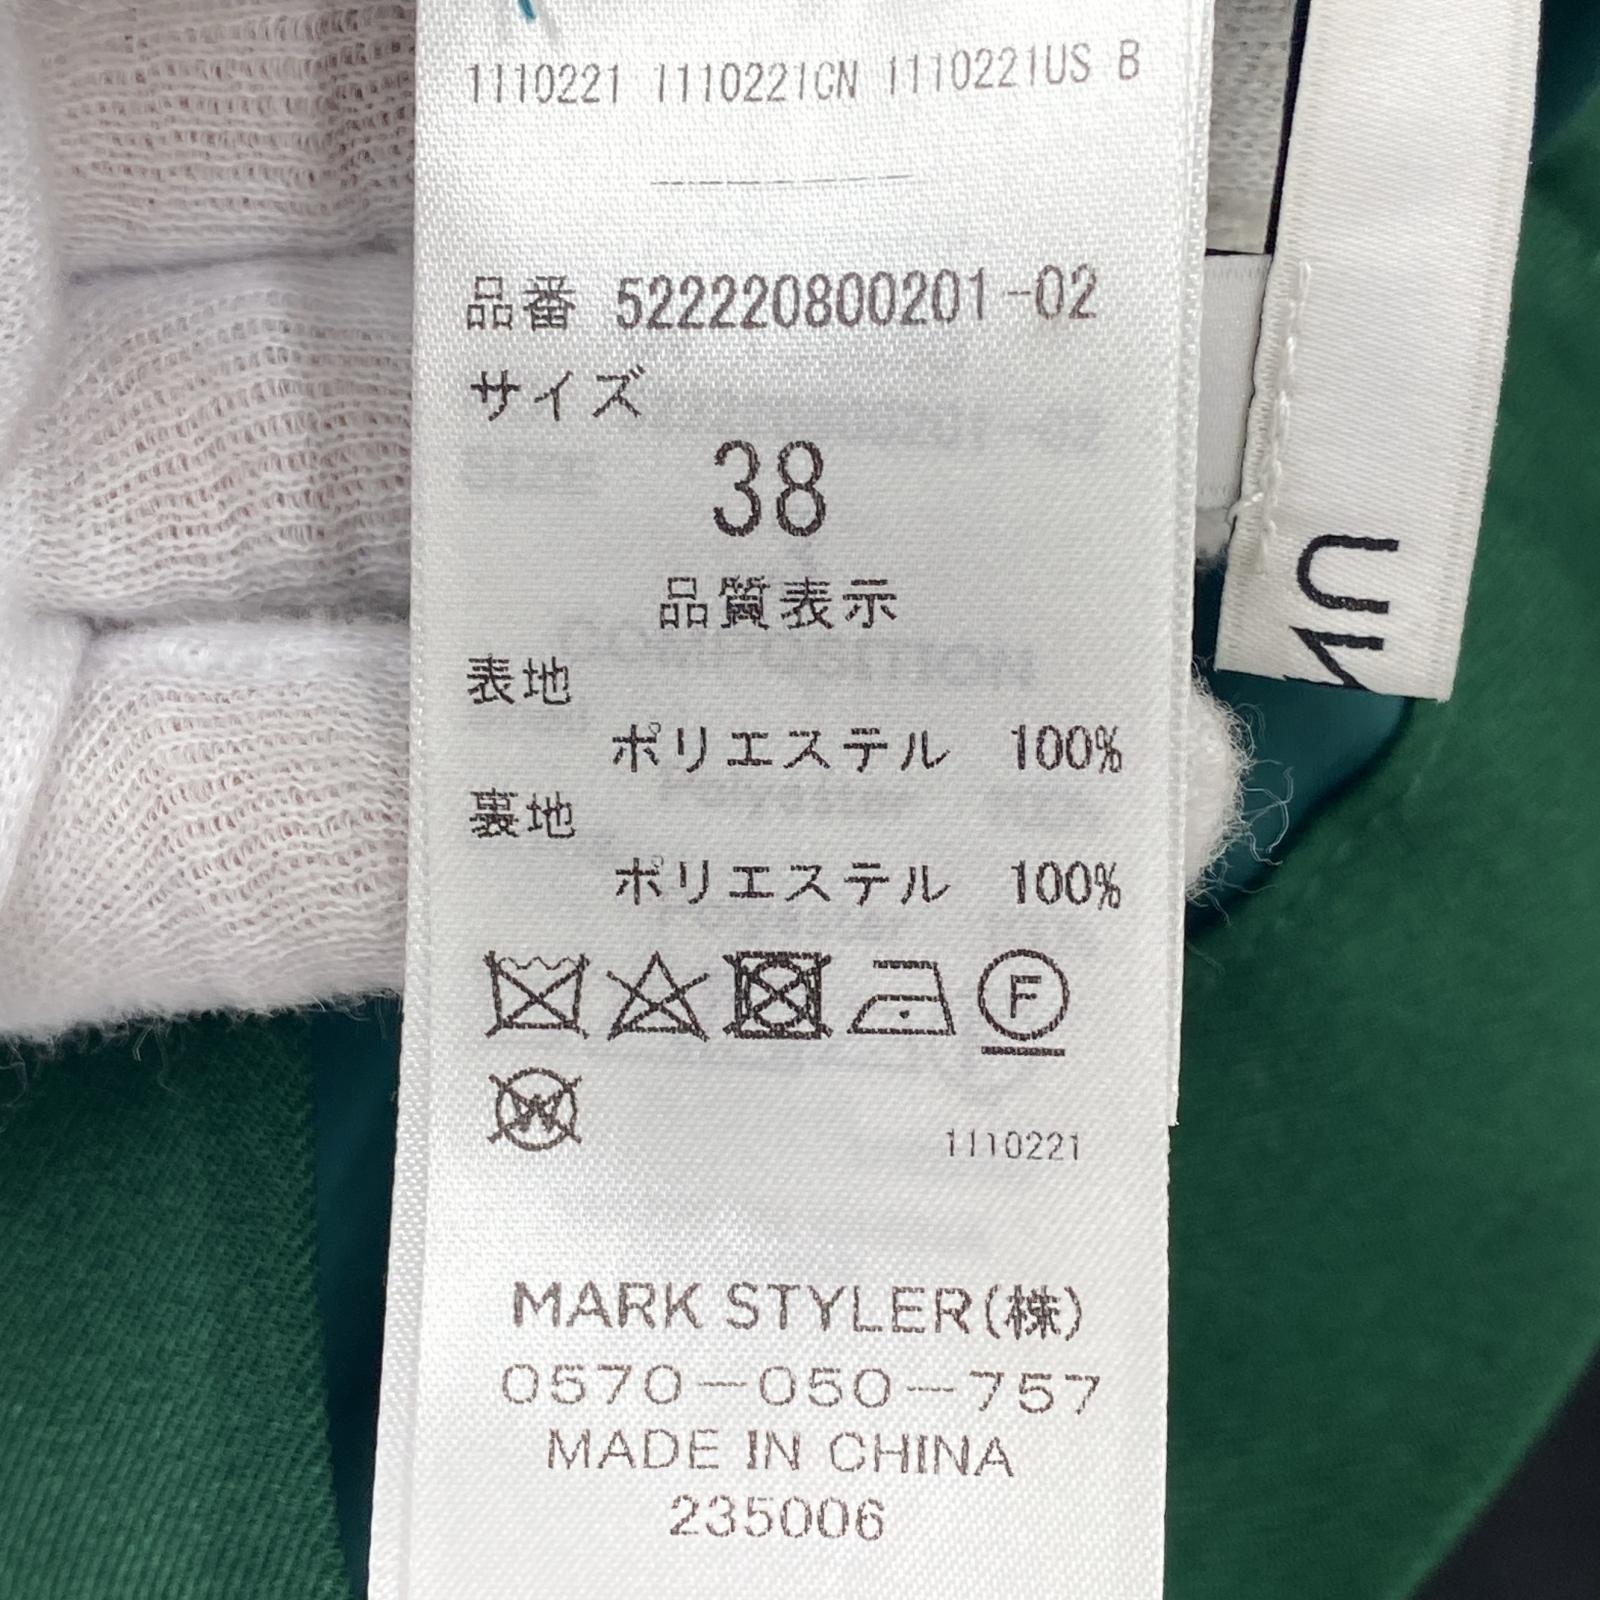 1110221 1110221CN 1110221US B
品番 522220800201-02
サイズ
38
品質表示
表地
ポリエステル 100%
裏地
ポリエステル 100%
F
W
1110221
MARK STYLER(株)
0570-050-757
MADE IN CHINA
235006